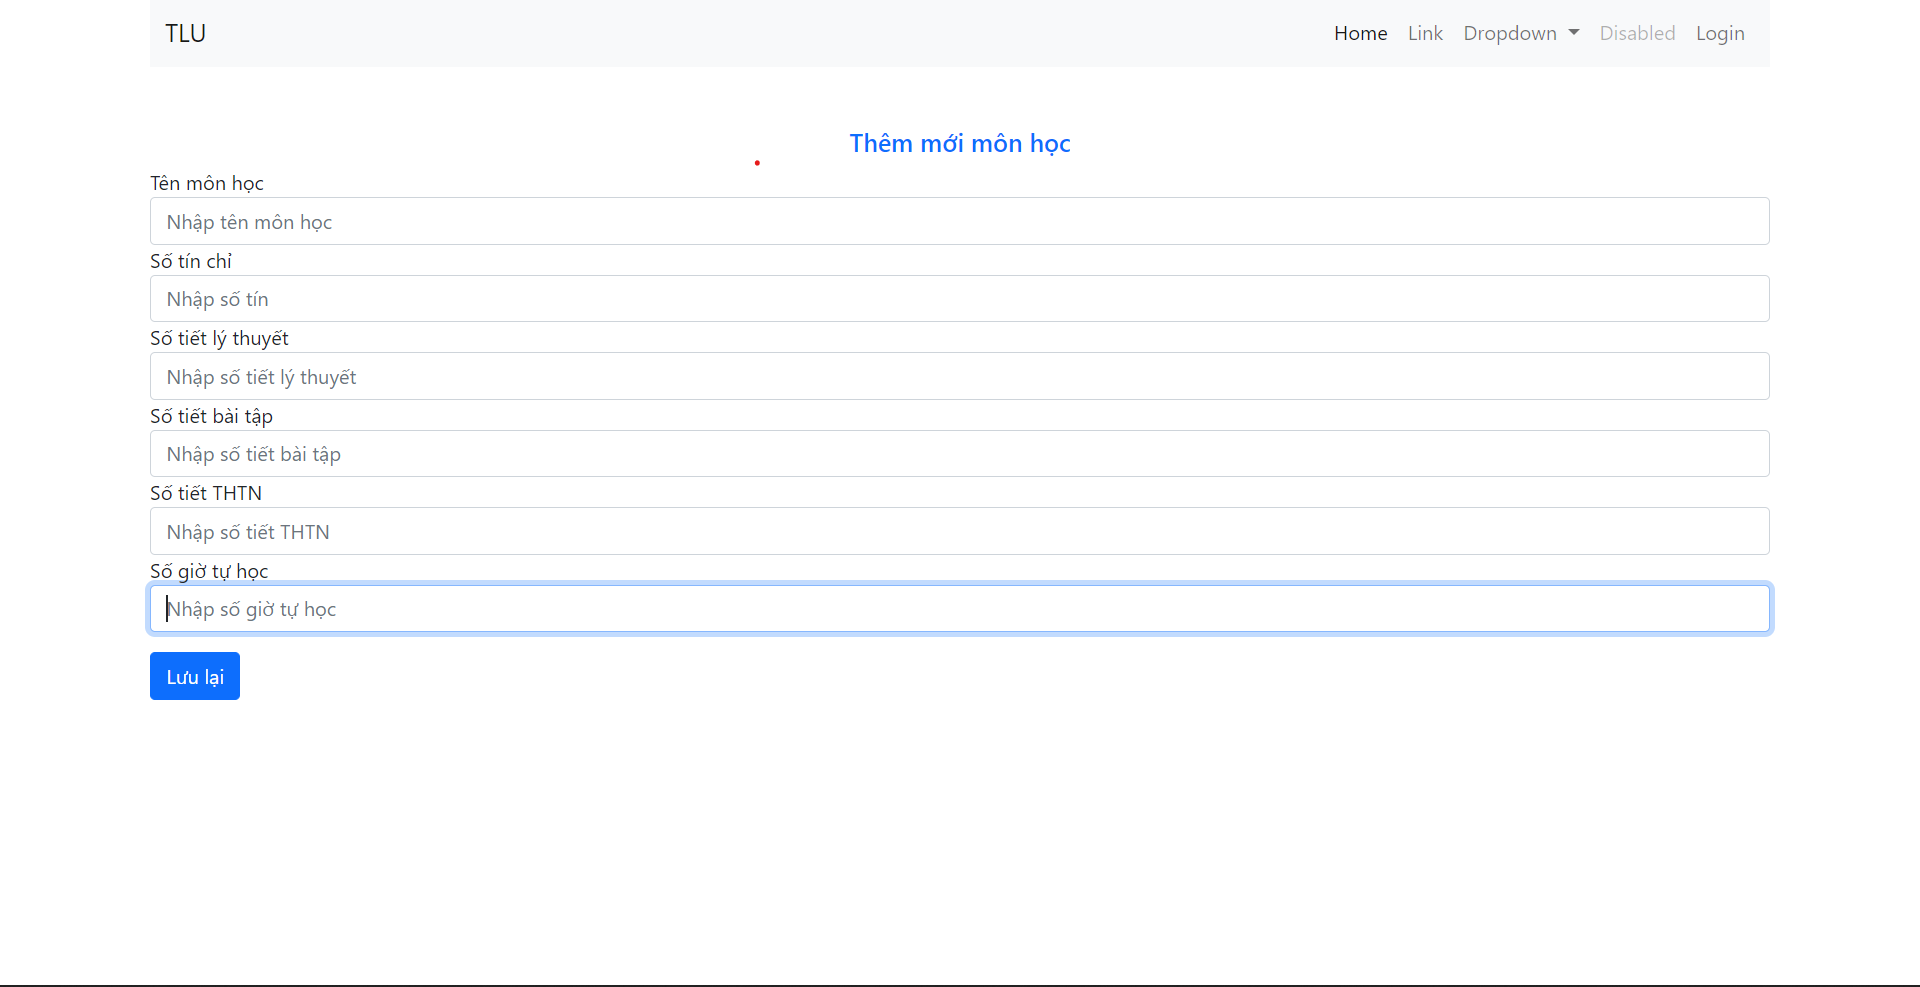 TLU Home Link Dropdown Disabled Login
Thêm mới môn học
Tên môn học
Nhập tên môn học
Số tín chỉ
Nhập số tín
Số tiết lý thuyết
Nhập số tiết lý thuyết
Số tiết bài tập
Nhập số tiết bài tập
Số tiết THTN
Nhập số tiết THTN
Số giờ tự học
Nhập số giờ tự học
Lưu lại